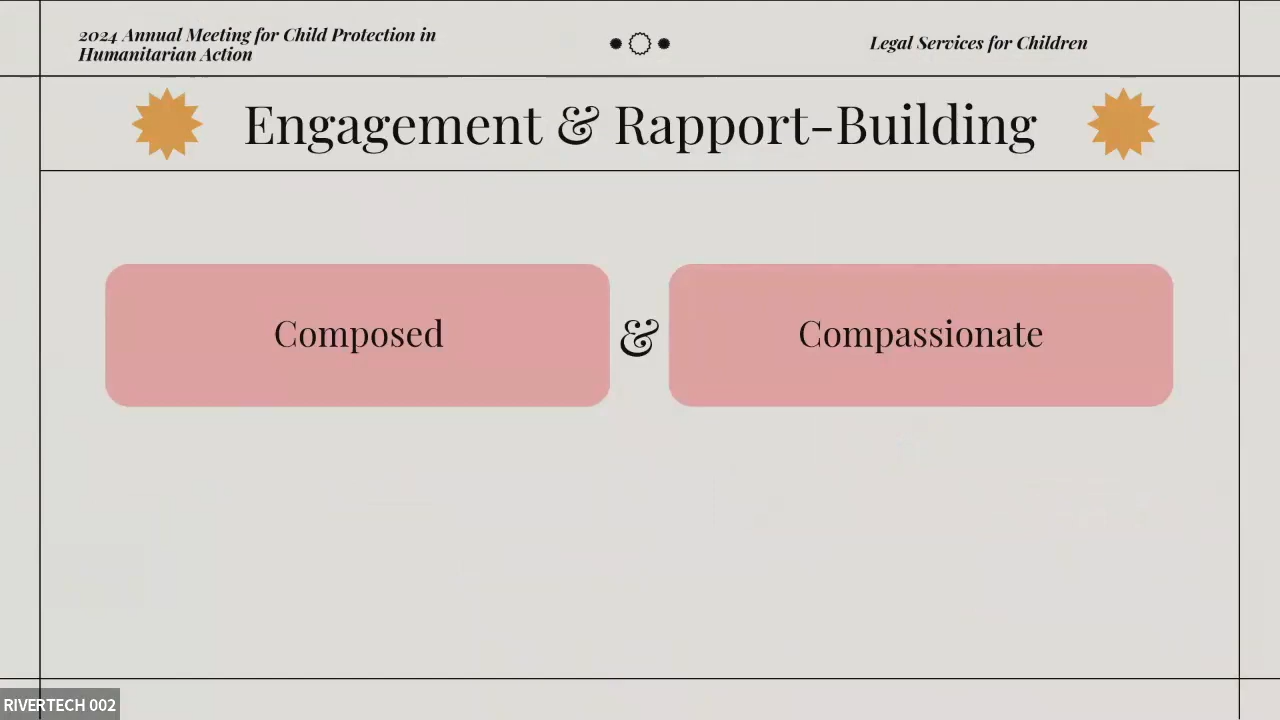 2024 Annual Meeting for Child Protection in
Humanitarian Action
Legal Services for Children
Engagement & Rapport-Building
Composed
&
Compassionate
RIVERTECH 002